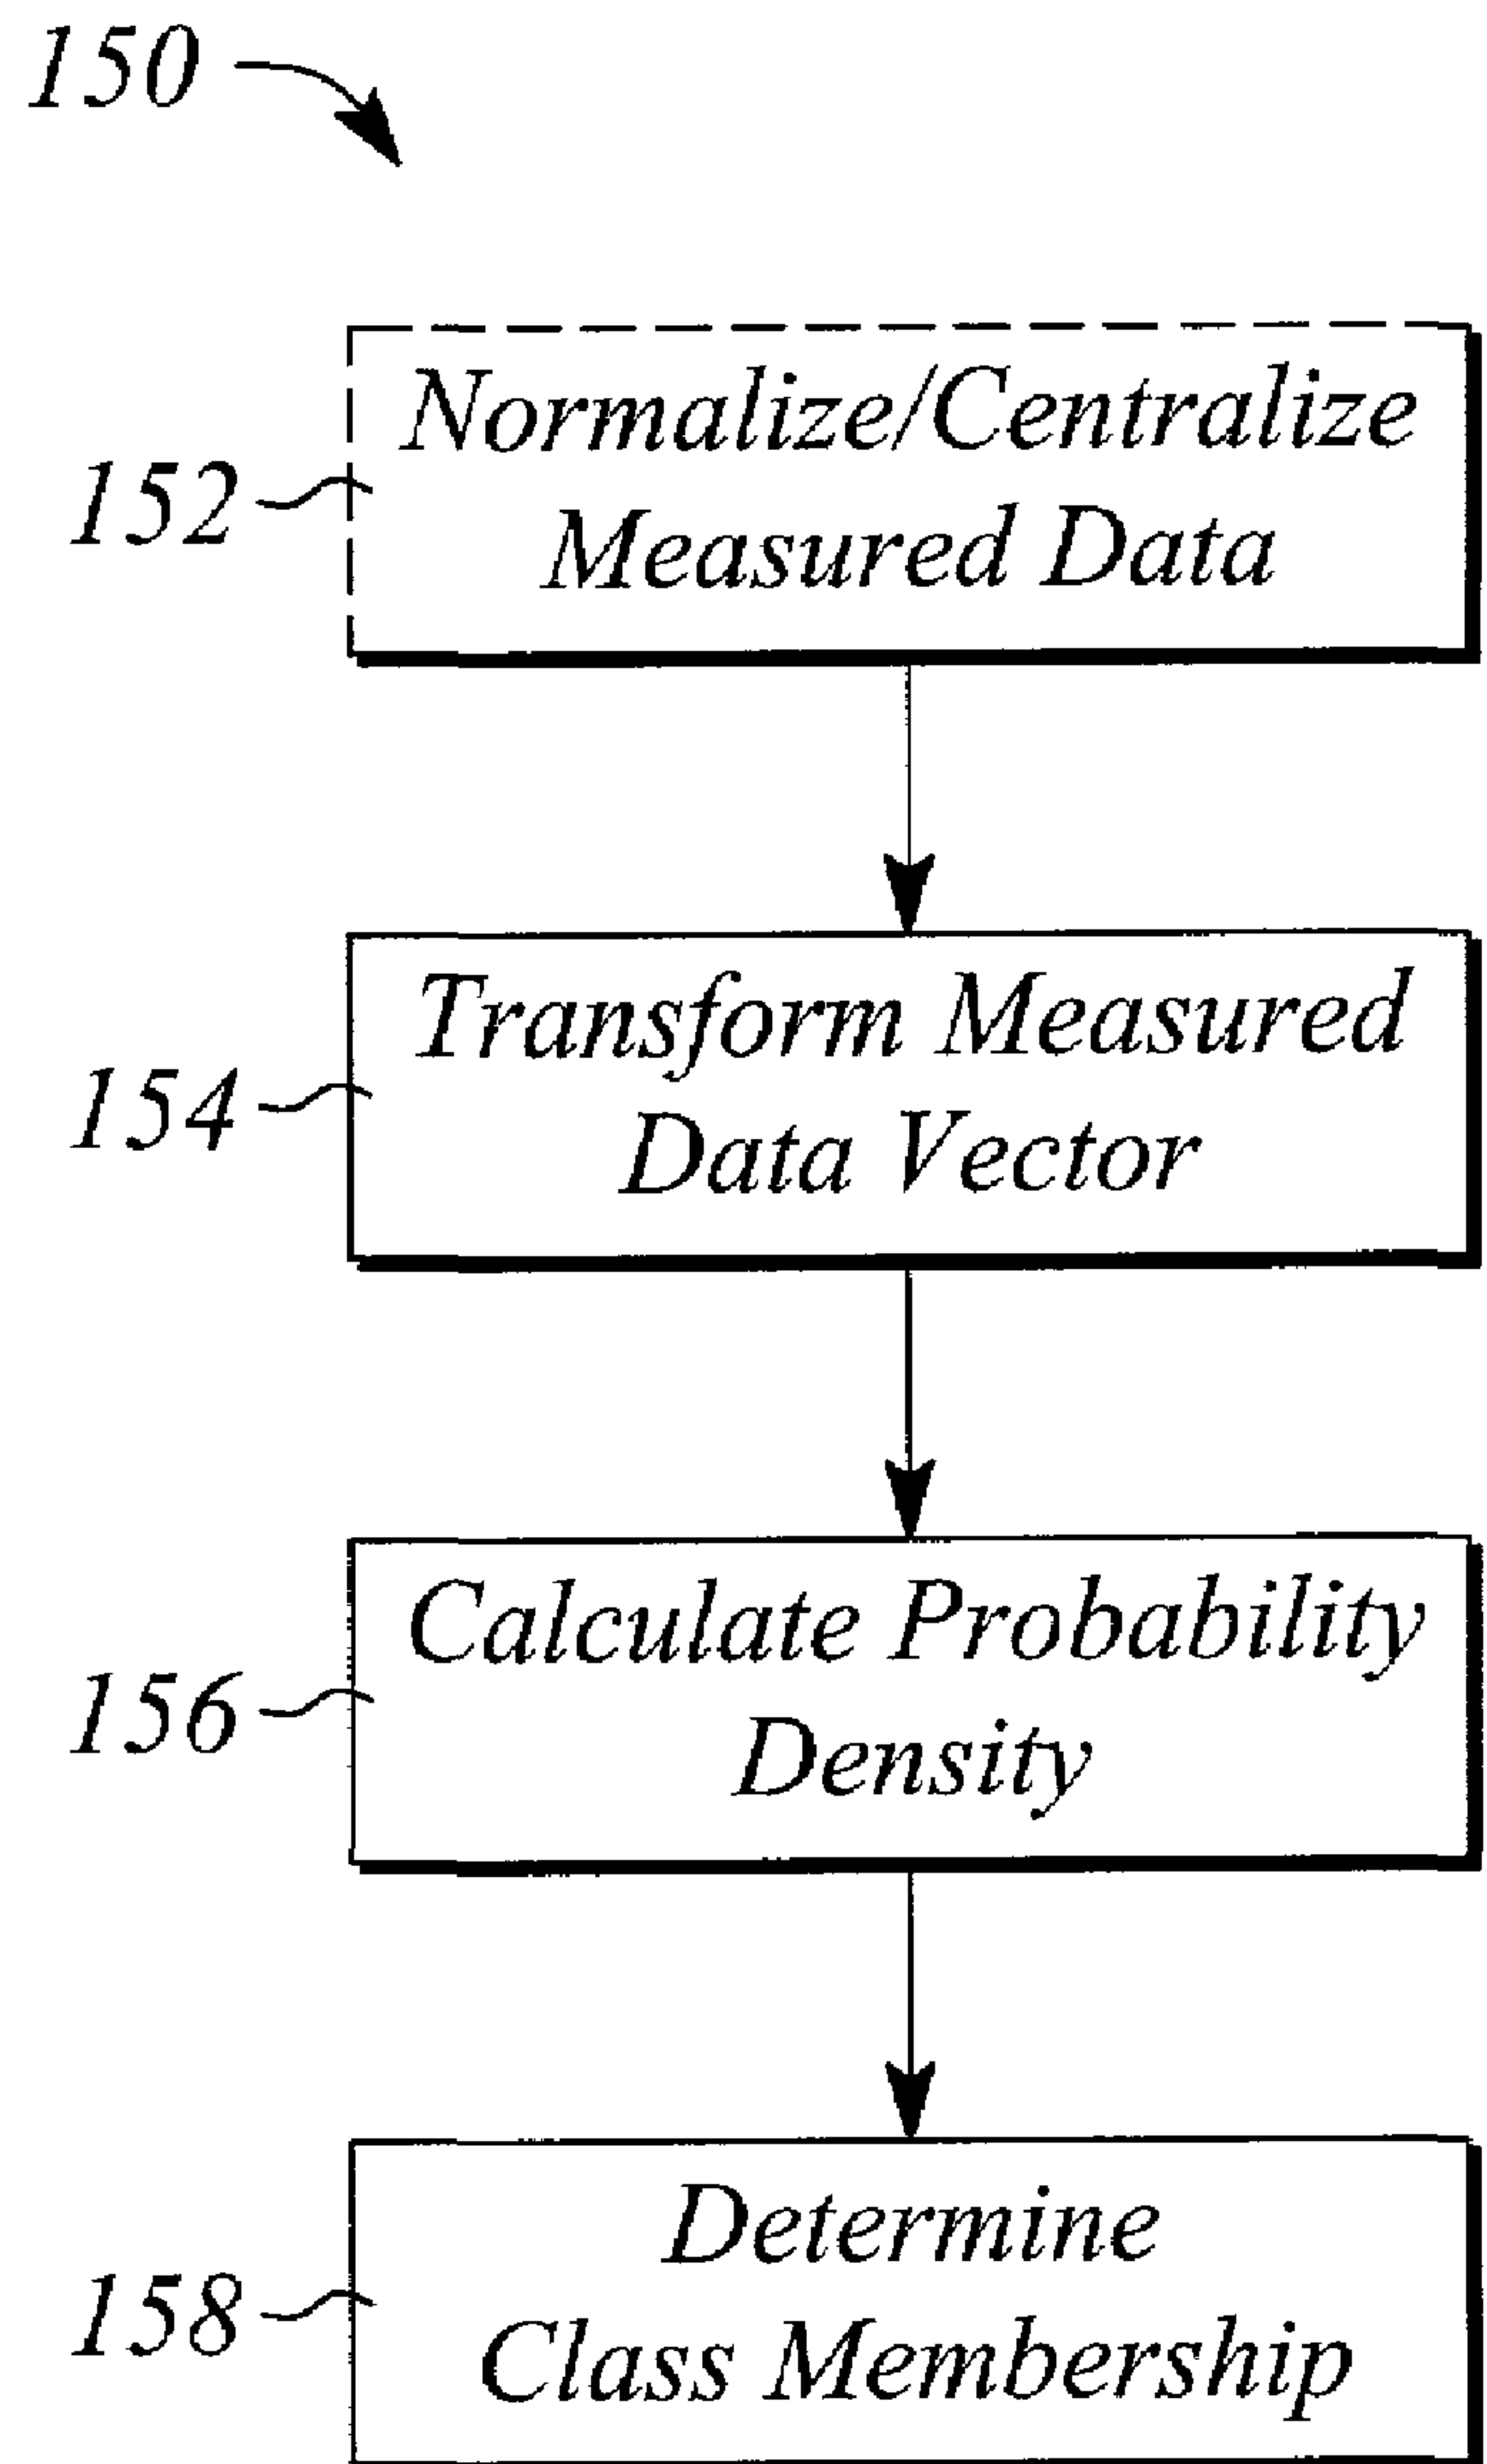 150
Normalize/Centralize
152
Measured Data
Transform Measured
154
Data Vector
Calculate Probability
156
Density
Determine
158
Class Membership